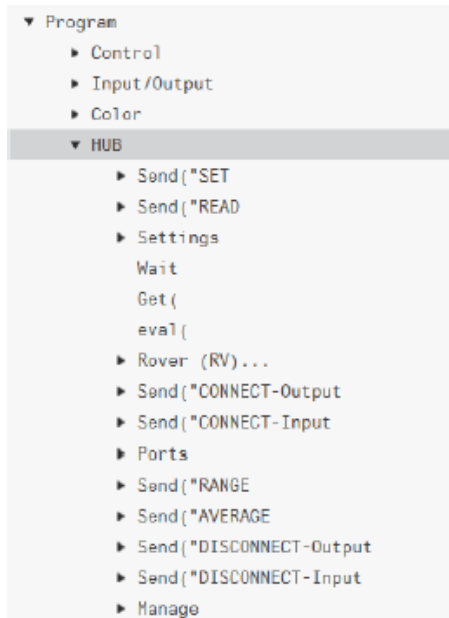 Program
Control
Input/Output
Color
HUB
Send("SET
Send("READ
Settings
Wait
Get(
eval(
Rover (RV)...
Send("CONNECT-Output
Send("CONNECT-Input
Ports
Send("RANGE
Send("AVERAGE
Send("DISCONNECT-Output
Send("DISCONNECT-Input
Manage